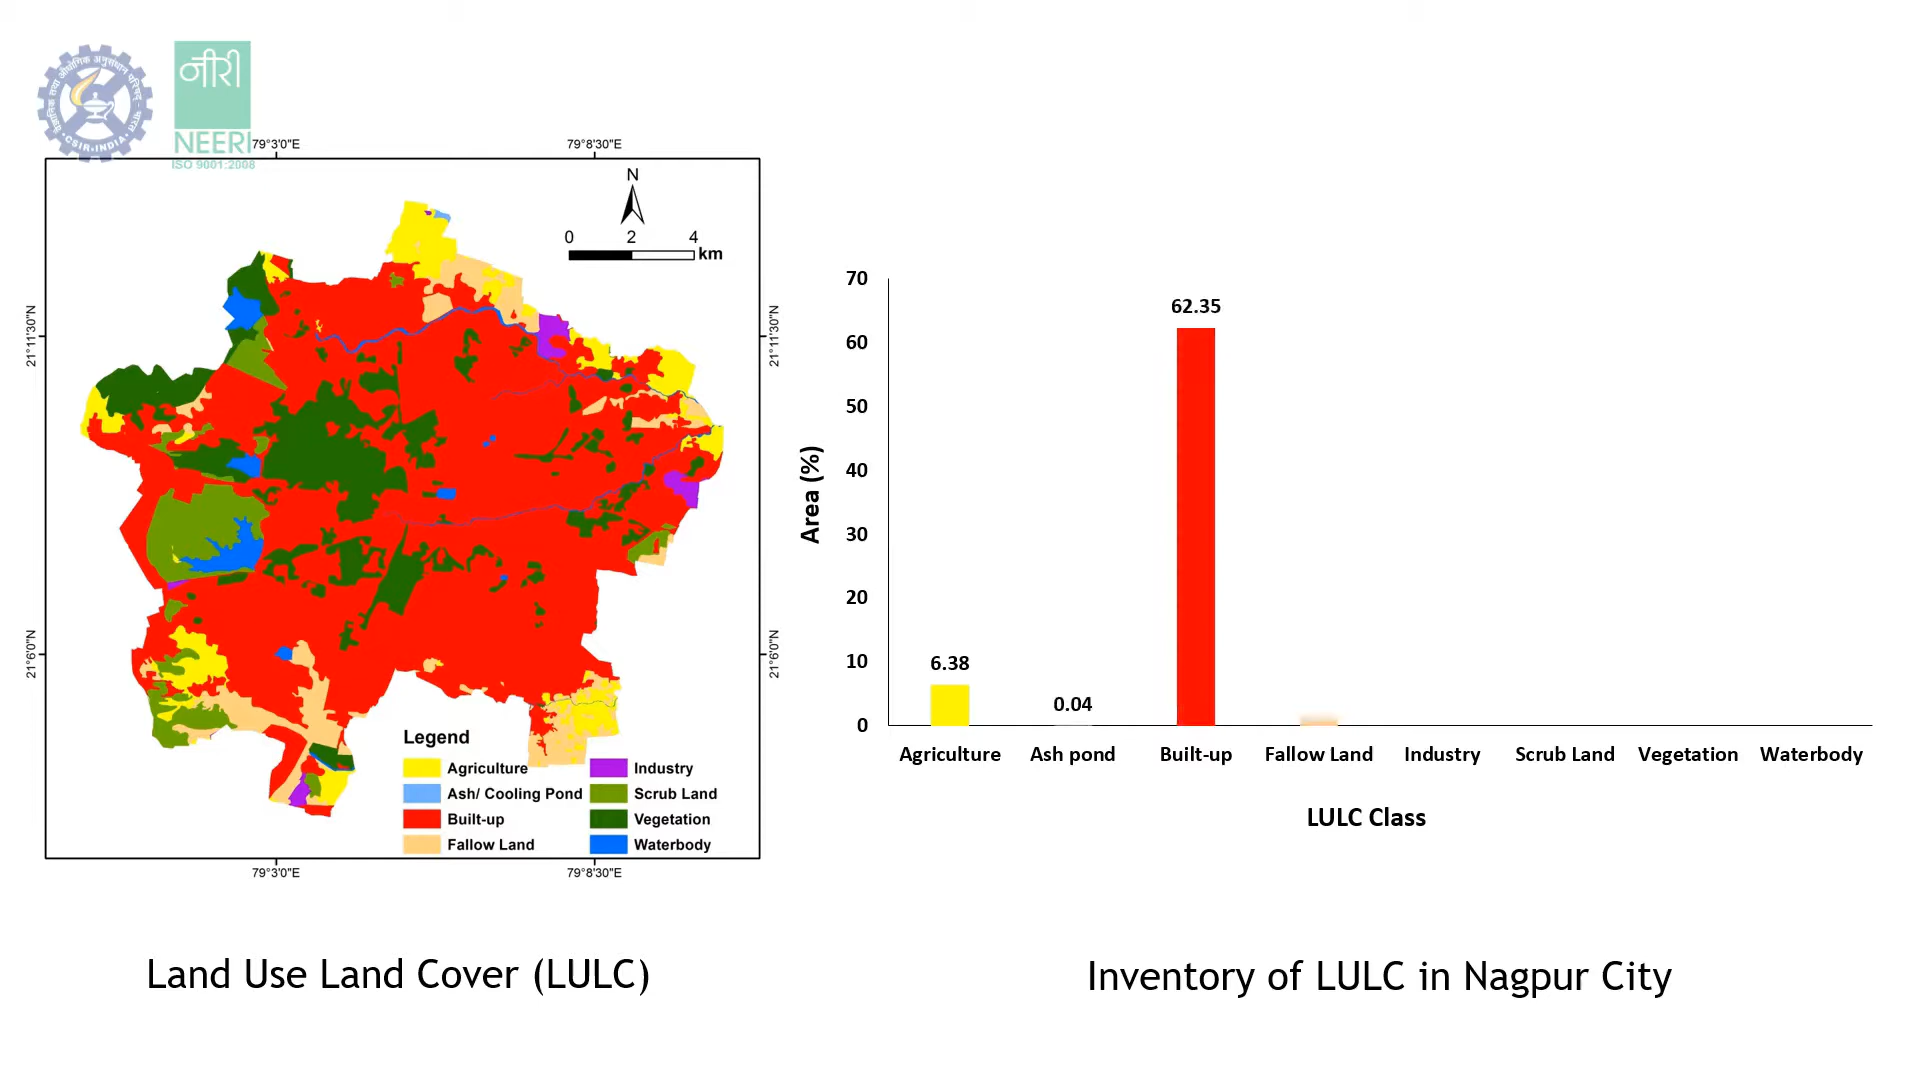 नीरी
NEERI
ISO 9001:2008
CSIR-INDIA
79°3'0"E
79°8'30"E
N
0 2 4
km
21°11'30"N
21°11'30"N
21°6'0"N
21°6'0"N
Legend
Agriculture
Ash/ Cooling Pond
Built-up
Fallow Land
Industry
Scrub Land
Vegetation
Waterbody
79°3'0"E
79°8'30"E
Land Use Land Cover (LULC)
70
60
50
40
30
20
10
0
Area (%)
6.38
0.04
62.35
Agriculture
Ash pond
Built-up
Fallow Land
Industry
Scrub Land
Vegetation
Waterbody
LULC Class
Inventory of LULC in Nagpur City